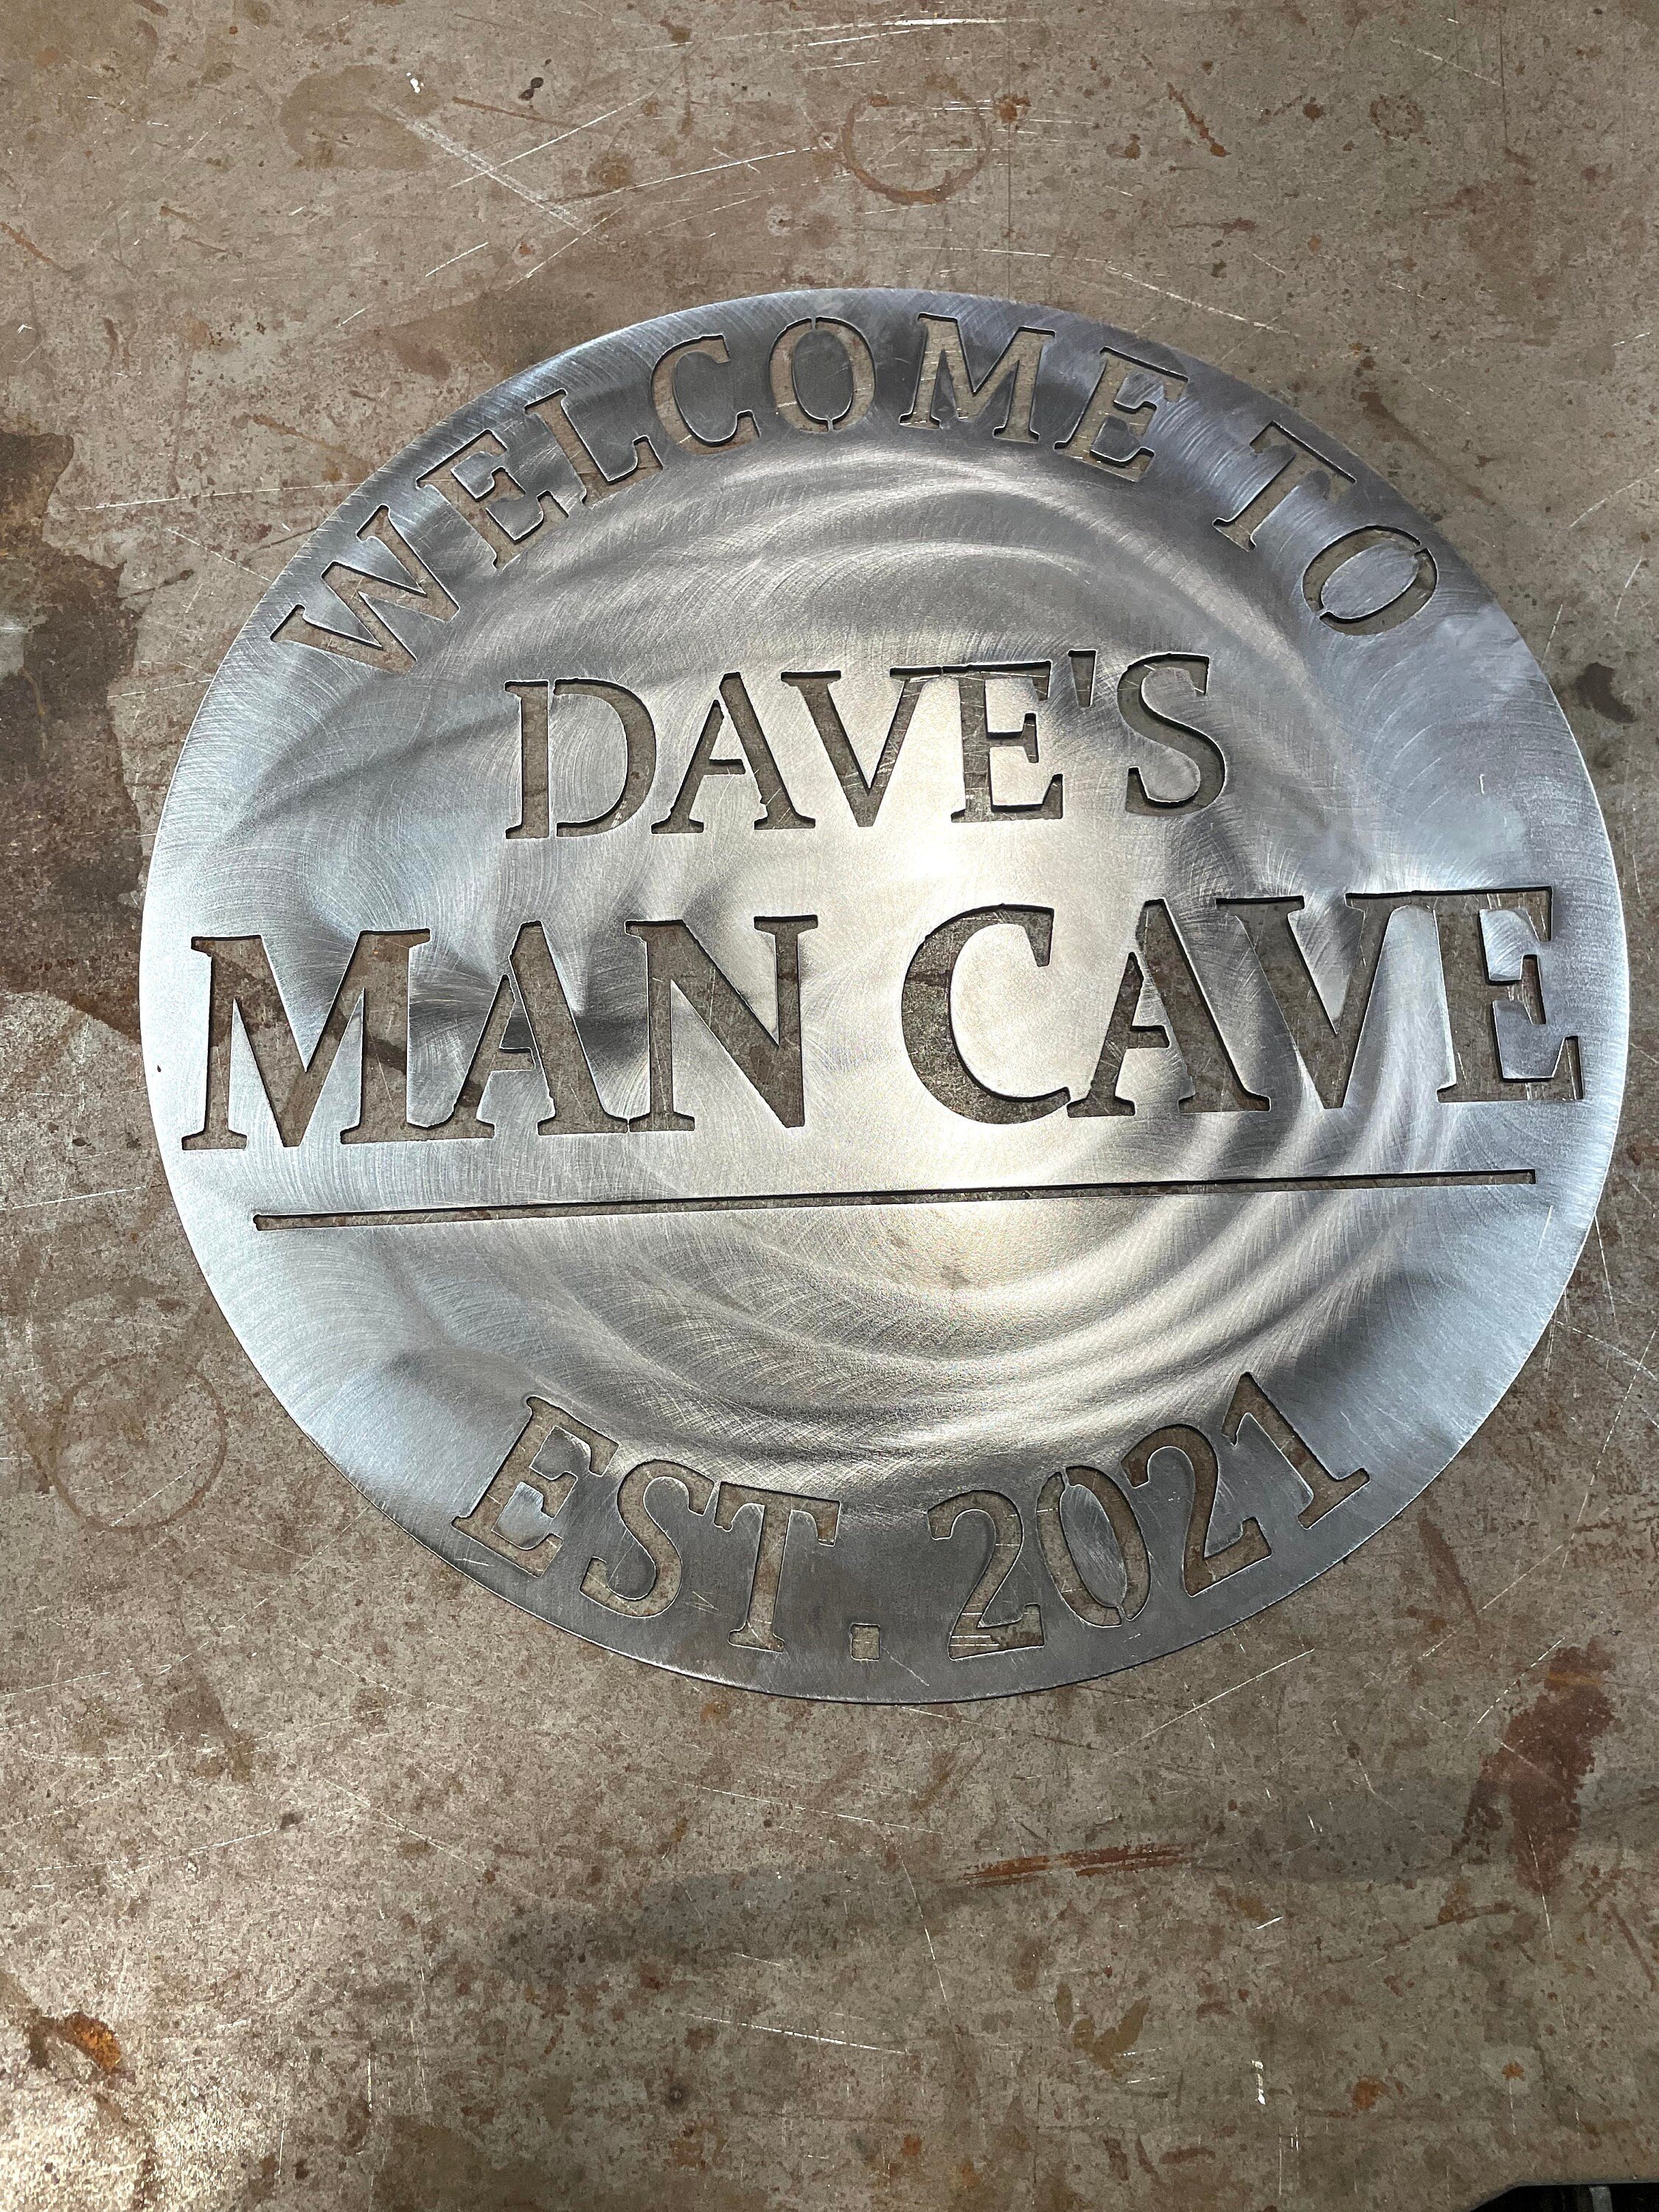 WELCOME TO
DAVE'S
MAN CAVE
EST. 2021